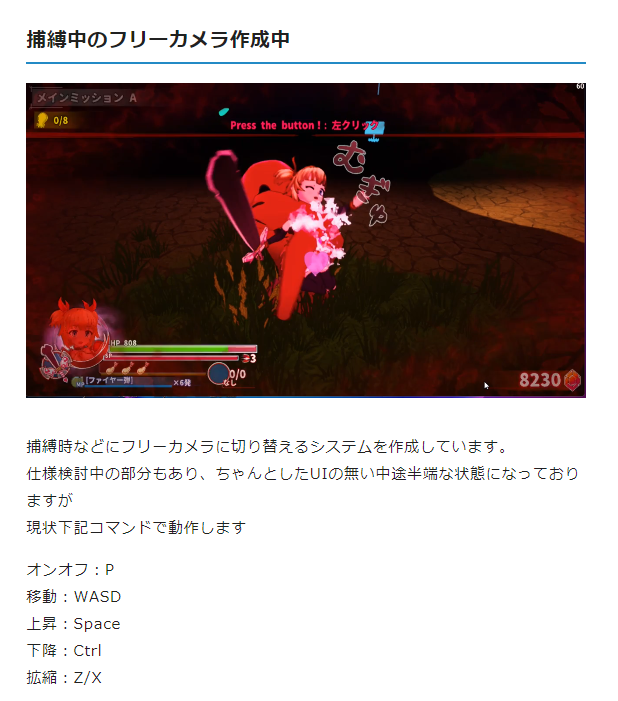 捕縛中のフリーカメラ作成中
60
メインミッション A
0/8
Press the button!: 左クリック
むぎゅ
HP 808
SP
3
0/0
[ファイヤー弾]
×6発
なし
8230
捕縛時などにフリーカメラに切り替えるシステムを作成しています。
仕様検討中の部分もあり、ちゃんとしたUIの無い中途半端な状態になっており
ますが
現状下記コマンドで動作します
オンオフ：P
移動：WASD
上昇：Space
下降：Ctrl
拡縮：Z/X